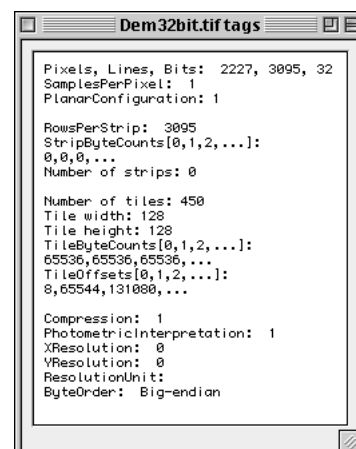 Dem32bit.tif tags
Pixels, Lines, Bits: 2227, 3095, 32
SamplesPerPixel: 1
PlanarConfiguration: 1
RowsPerStrip: 3095
StripByteCounts[0,1,2,...]:
0,0,0,...
Number of strips: 0
Number of tiles: 450
Tile width: 128
Tile height: 128
TileByteCounts[0,1,2,...]:
65536,65536,65536,...
TileOffsets[0,1,2,...]:
8,65544,131080,...
Compression: 1
PhotometricInterpretation: 1
XResolution: 0
YResolution: 0
ResolutionUnit:
ByteOrder: Big-endian